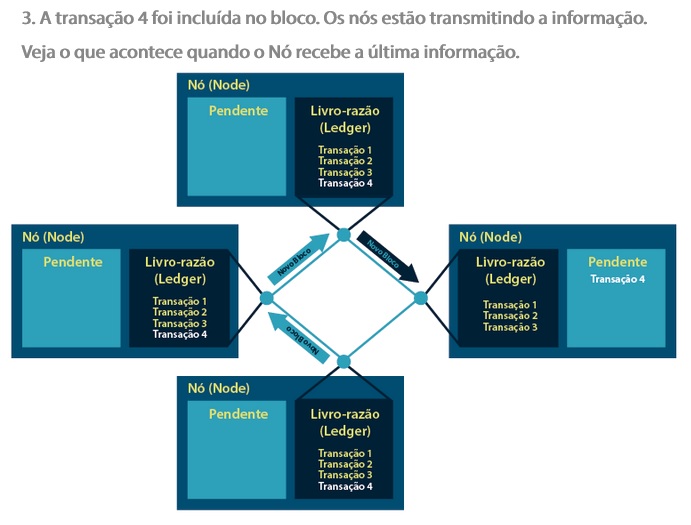 3. A transação 4 foi incluída no bloco. Os nós estão transmitindo a informação.
Veja o que acontece quando o Nó recebe a última informação.
Nó (Node)
Pendente
Livro-razão
(Ledger)
Transação 1
Transação 2
Transação 3
Transação 4
Nó (Node)
Pendente
Livro-razão
(Ledger)
Transação 1
Transação 2
Transação 3
Transação 4
Novo Bloco
Novo Bloco
Novo Bloco
Nó (Node)
Livro-razão
(Ledger)
Transação 1
Transação 2
Transação 3
Pendente
Transação 4
Nó (Node)
Pendente
Livro-razão
(Ledger)
Transação 1
Transação 2
Transação 3
Transação 4